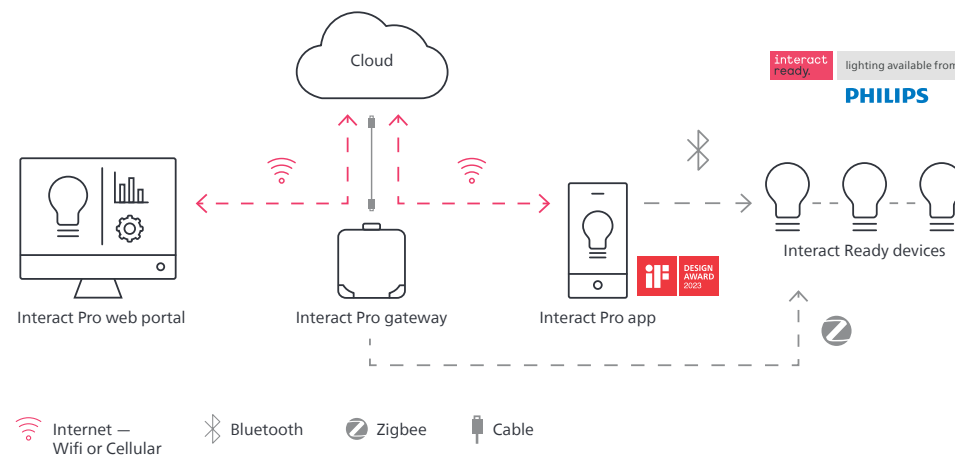 Cloud
interact
ready.
lighting available from
PHILIPS
Interact Ready devices
iF
DESIGN
AWARD
2023
Interact Pro web portal
Interact Pro gateway
Interact Pro app
Internet —
Wifi or Cellular
Bluetooth
Zigbee
Cable